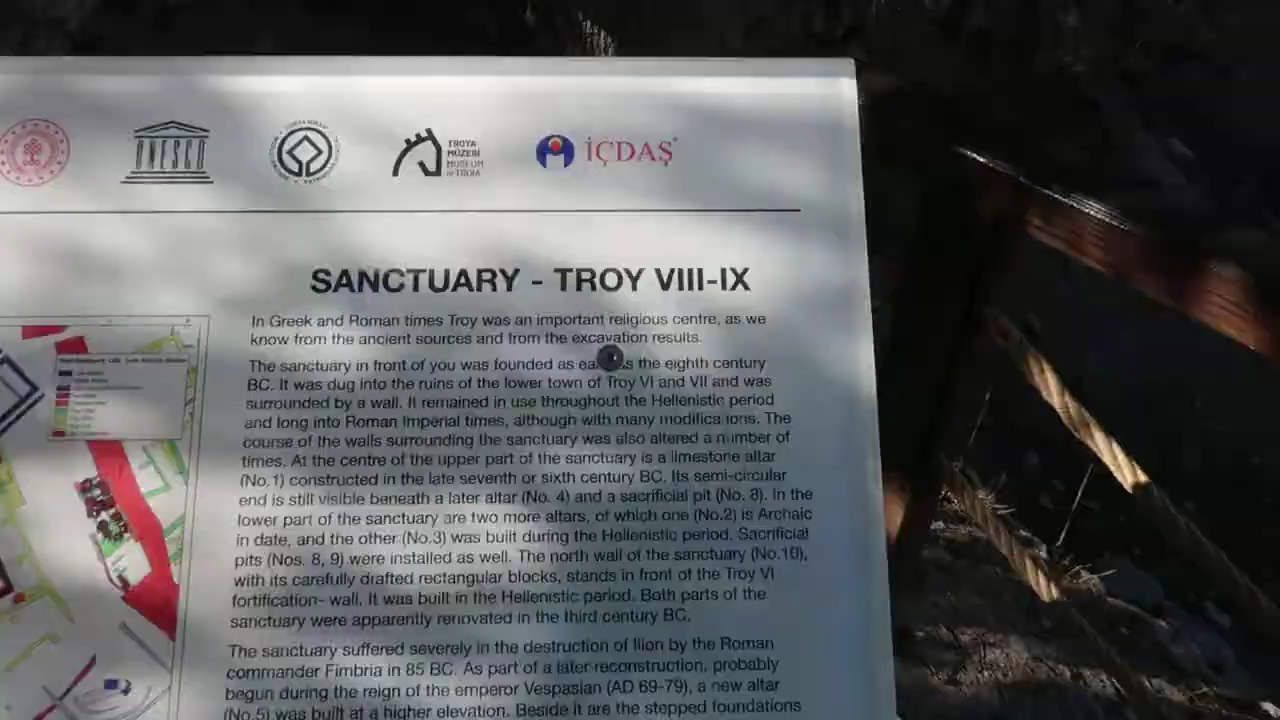 UNESCO
TROYA
MÜZESİ
MUSEUM
of TROIA
İÇDAŞ
SANCTUARY - TROY VIII-IX
In Greek and Roman times Troy was an important religious centre, as we
know from the ancient sources and from the excavation results.
The sanctuary in front of you was founded as the eighth century
BC. It was dug into the ruins of the lower town of Troy VI and VII and was
surrounded by a wall. It remained in use throughout the Hellenistic period
and long into Roman Imperial times, although with many modifica ions. The
course of the walls surrounding the sanctuary was also altered a number of
times. At the centre of the upper part of the sanctuary is a limestone altar
(No.1) constructed in the late seventh or sixth century BC. Its semi-circular
end is still visible beneath a later altar (No. 4) and a sacrificial pit (No. 8). In the
lower part of the sanctuary are two more altars, of which one (No.2) is Archaic
in date, and the other (No.3) was built during the Hellenistic period. Sacrificial
pits (Nos. 8, 9) were installed as well. The north wall of the sanctuary (No.10),
with its carefully drafted rectangular blocks, stands in front of the Troy VI
fortification- wall. It was built in the Hellenistic period. Both parts of the
sanctuary were apparently renovated in the third century BC.
The sanctuary suffered severely in the destruction of Ilion by the Roman
commander Fimbria in 85 BC. As part of a later reconstruction, probably
begun during the reign of the emperor Vespasian (AD 69-79), a new altar
(No.5) was built at a higher elevation. Beside it are the stepped foundations